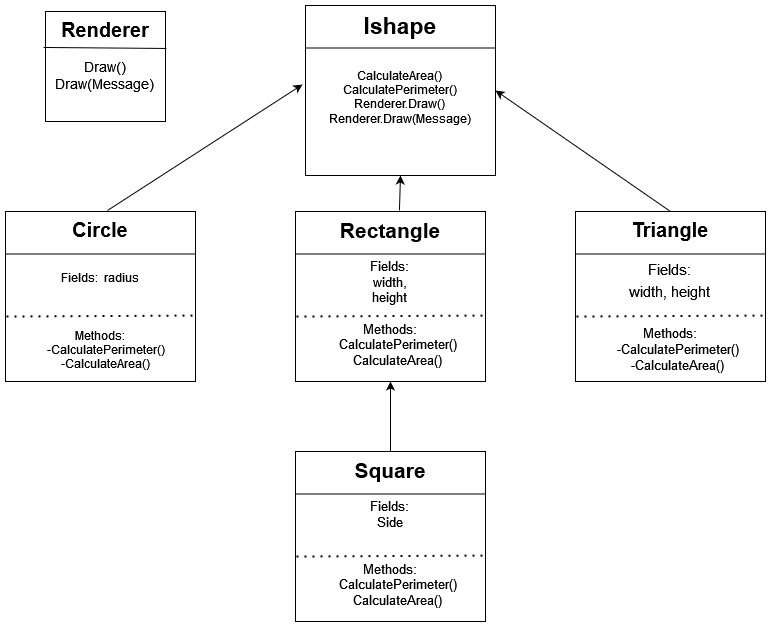 Renderer
Draw()
Draw(Message)
Ishape
CalculateArea()
CalculatePerimeter()
Renderer.Draw()
Renderer.Draw(Message)
Circle
Fields: radius
Methods:
-CalculatePerimeter()
-CalculateArea()
Rectangle
Fields:
width,
height
Methods:
CalculatePerimeter()
CalculateArea()
Triangle
Fields:
width, height
Methods:
-CalculatePerimeter()
-CalculateArea()
Square
Fields:
Side
Methods:
CalculatePerimeter()
CalculateArea()